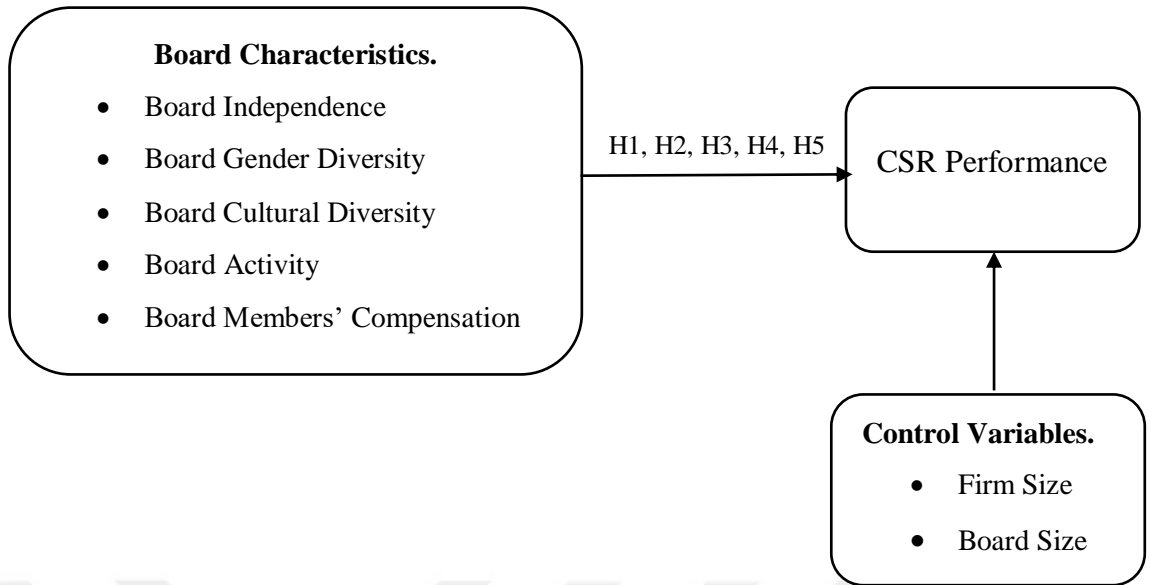 Board Characteristics.
• Board Independence
• Board Gender Diversity
• Board Cultural Diversity
• Board Activity
• Board Members’ Compensation
H1, H2, H3, H4, H5
CSR Performance
Control Variables.
• Firm Size
• Board Size